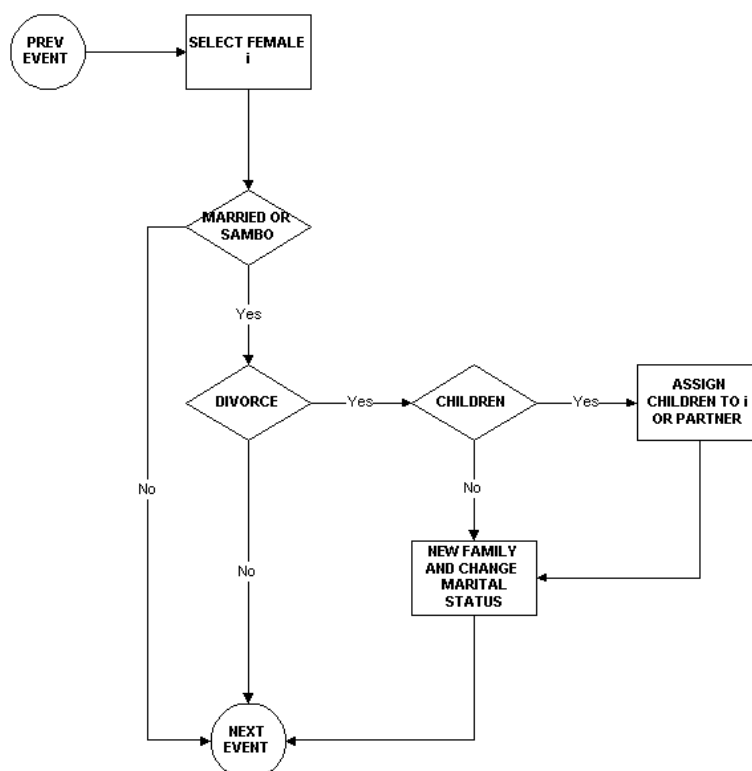 PREV
EVENT
SELECT FEMALE
i
MARRIED OR
SAMBO
Yes
DIVORCE
Yes
CHILDREN
Yes
ASSIGN
CHILDREN TO i
OR PARTNER
No
No
No
NEW FAMILY
AND CHANGE
MARITAL
STATUS
NEXT
EVENT